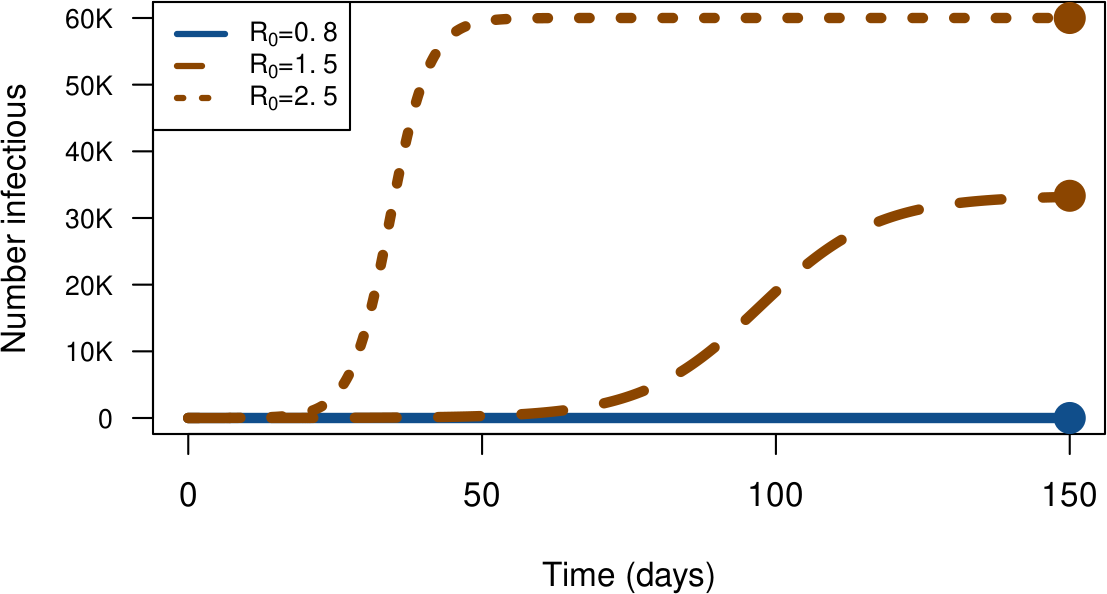 60K
50K
40K
30K
20K
10K
0
Number infectious
R₀=0.8
R₀=1.5
R₀=2.5
0 50 100 150
Time (days)